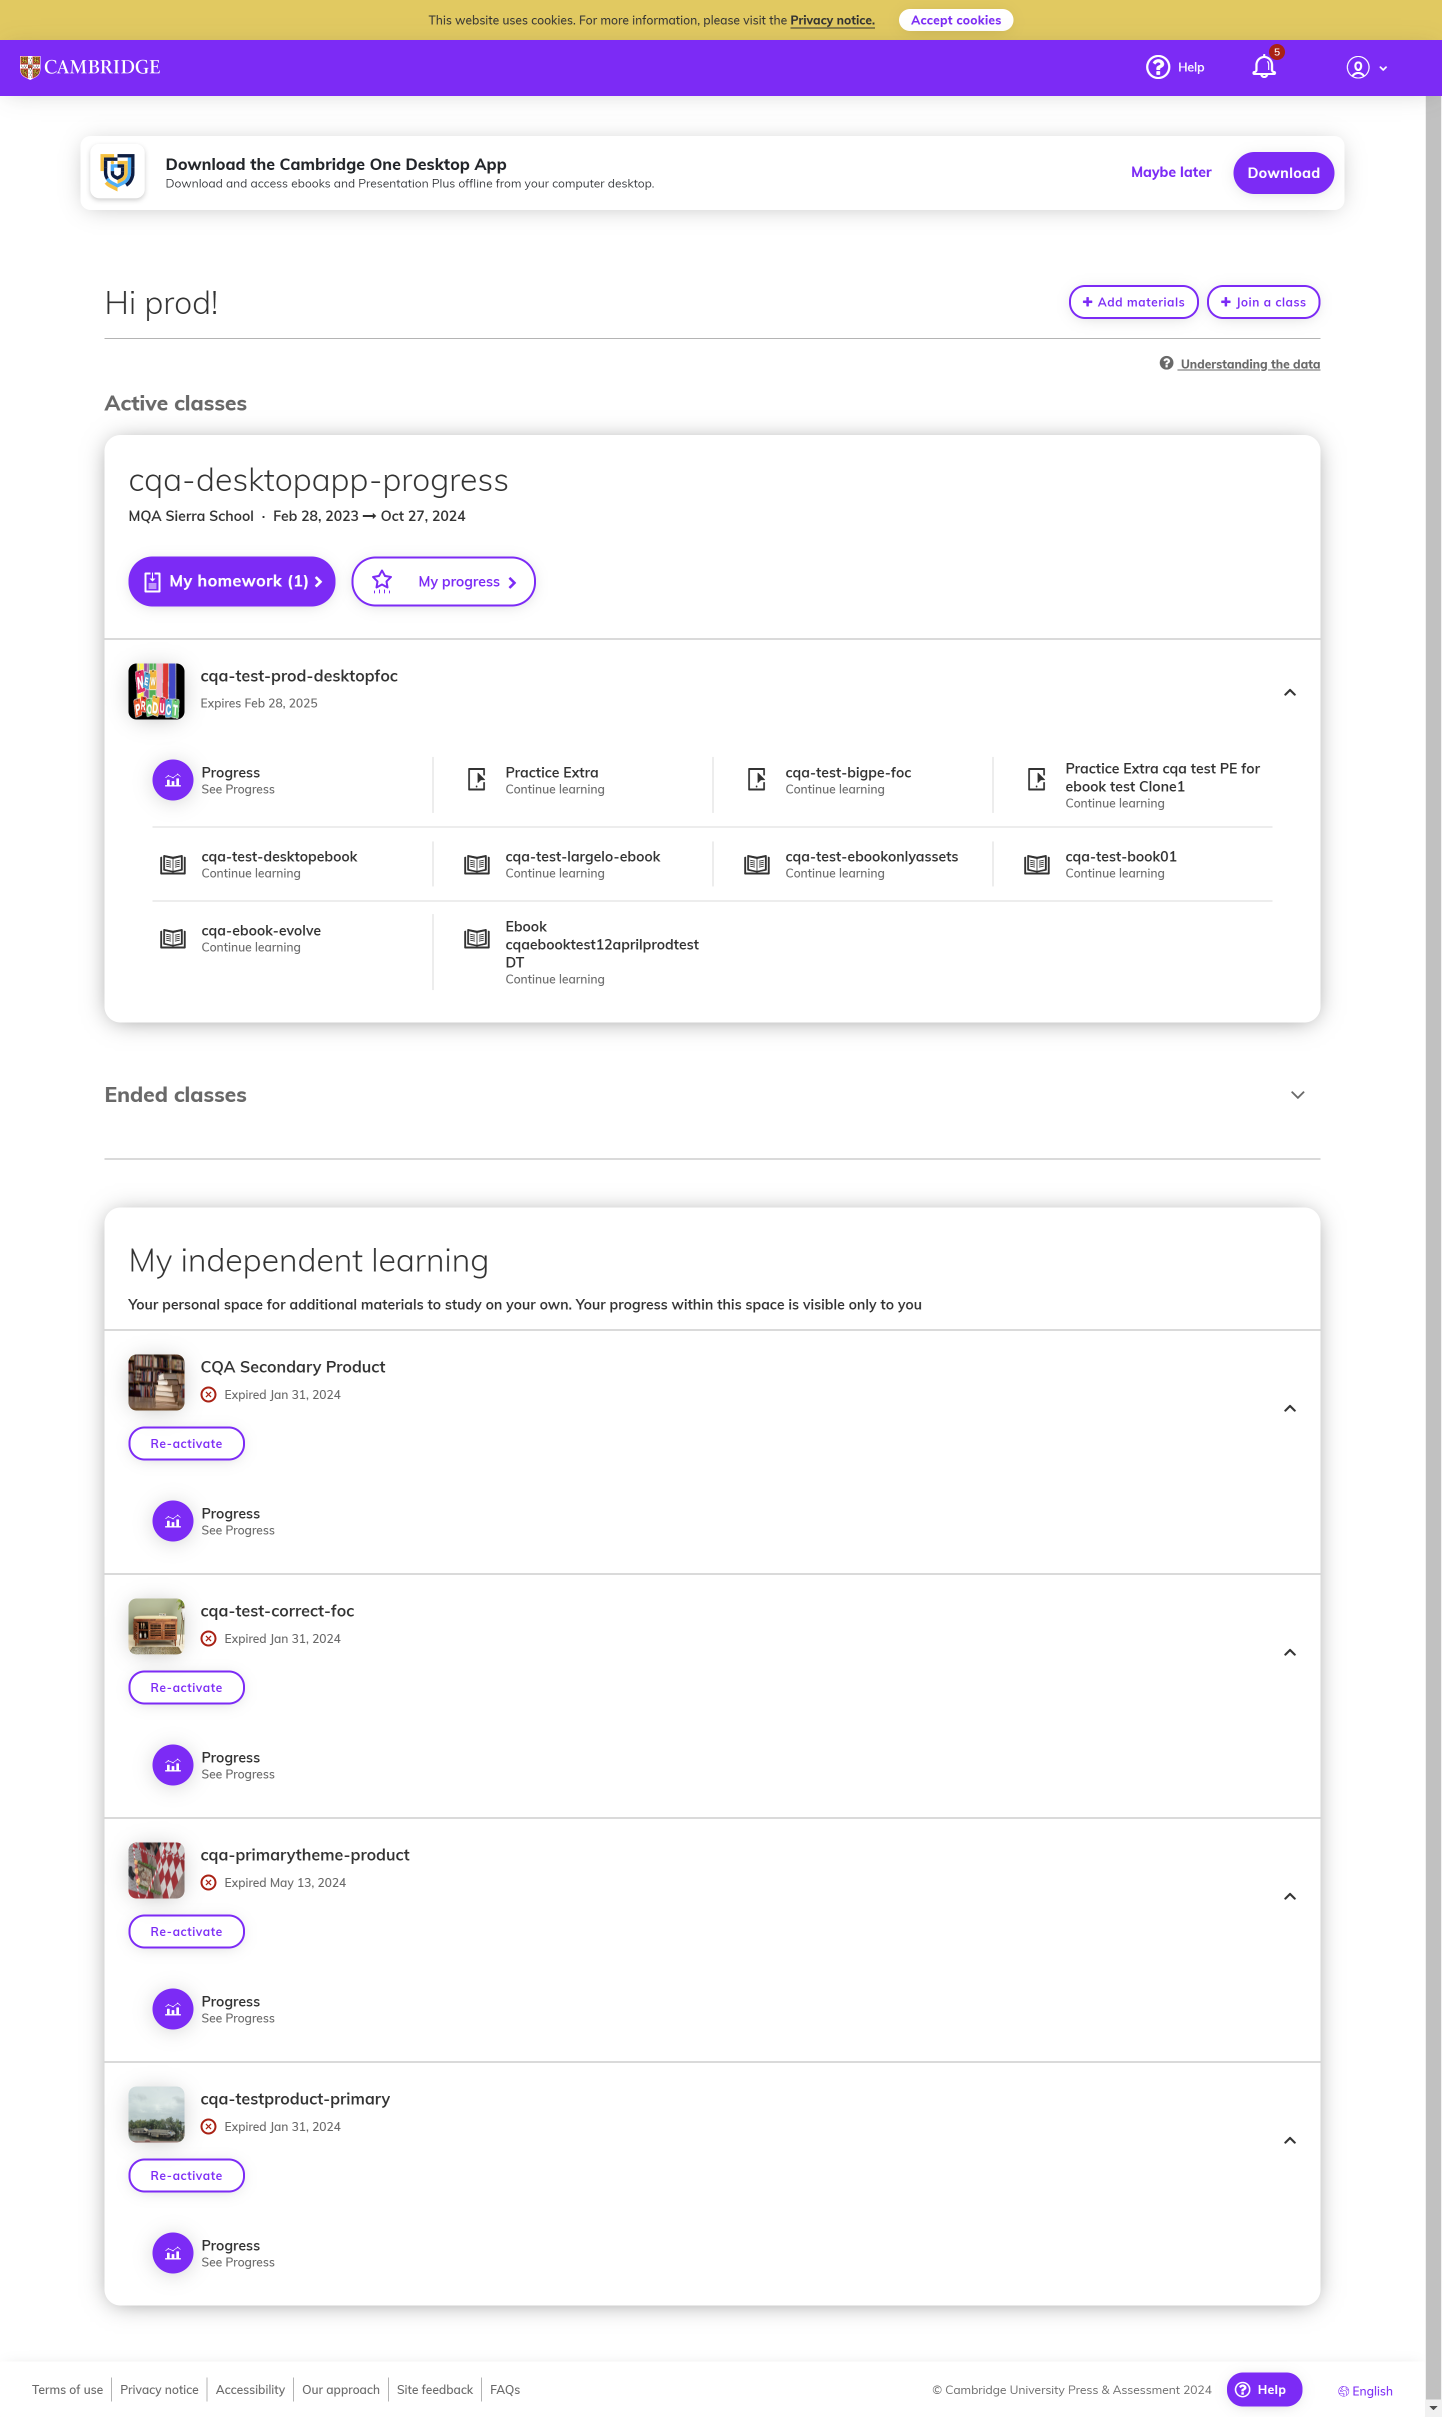 This website uses cookies. For more information, please visit the Privacy notice. Accept cookies
CAMBRIDGE
Help
5
Download the Cambridge One Desktop App
Download and access ebooks and Presentation Plus offline from your computer desktop.
Maybe later
Download
Hi prod!
Add materials
Join a class
Understanding the data
Active classes
cqa-desktopapp-progress
MQA Sierra School · Feb 28, 2023 → Oct 27, 2024
My homework (1)
My progress
NEW
PRODUCT
cqa-test-prod-desktopfoc
Expires Feb 28, 2025
Progress
See Progress
Practice Extra
Continue learning
cqa-test-bigpe-foc
Continue learning
Practice Extra cqa test PE for
ebook test Clone1
Continue learning
cqa-test-desktopebook
Continue learning
cqa-test-largelo-ebook
Continue learning
cqa-test-ebookonlyassets
Continue learning
cqa-test-book01
Continue learning
cqa-ebook-evolve
Continue learning
Ebook
cqaebooktest12aprilprodtest
DT
Continue learning
Ended classes
My independent learning
Your personal space for additional materials to study on your own. Your progress within this space is visible only to you
CQA Secondary Product
Expired Jan 31, 2024
Re-activate
Progress
See Progress
cqa-test-correct-foc
Expired Jan 31, 2024
Re-activate
Progress
See Progress
cqa-primarytheme-product
Expired May 13, 2024
Re-activate
Progress
See Progress
cqa-testproduct-primary
Expired Jan 31, 2024
Re-activate
Progress
See Progress
Terms of use
Privacy notice
Accessibility
Our approach
Site feedback
FAQs
© Cambridge University Press & Assessment 2024
Help
English